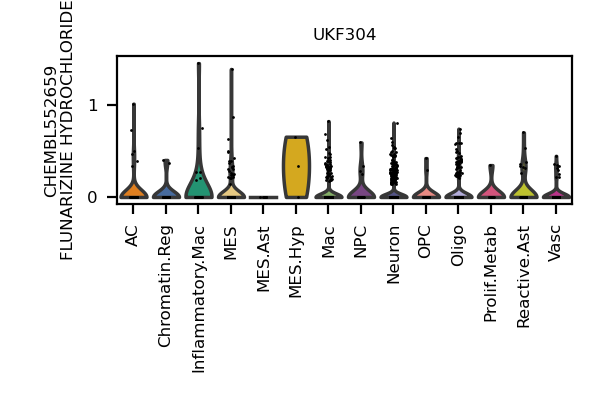 UKF304
CHEMBL552659
FLUNARIZINE HYDROCHLORIDE
1
0
AC
Chromatin.Reg
Inflammatory.Mac
MES
MES.Ast
MES.Hyp
Mac
NPC
Neuron
OPC
Oligo
Prolif.Metab
Reactive.Ast
Vasc